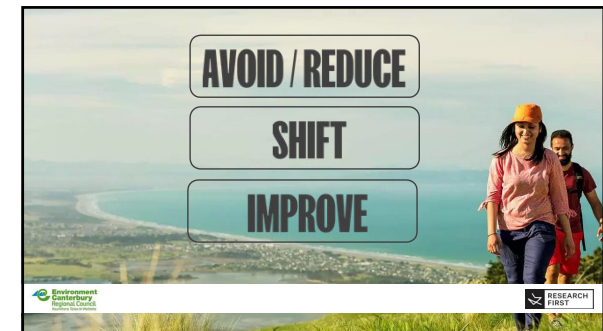 AVOID / REDUCE
SHIFT
IMPROVE
Environment
Canterbury
Regional Council
RESEARCH
FIRST